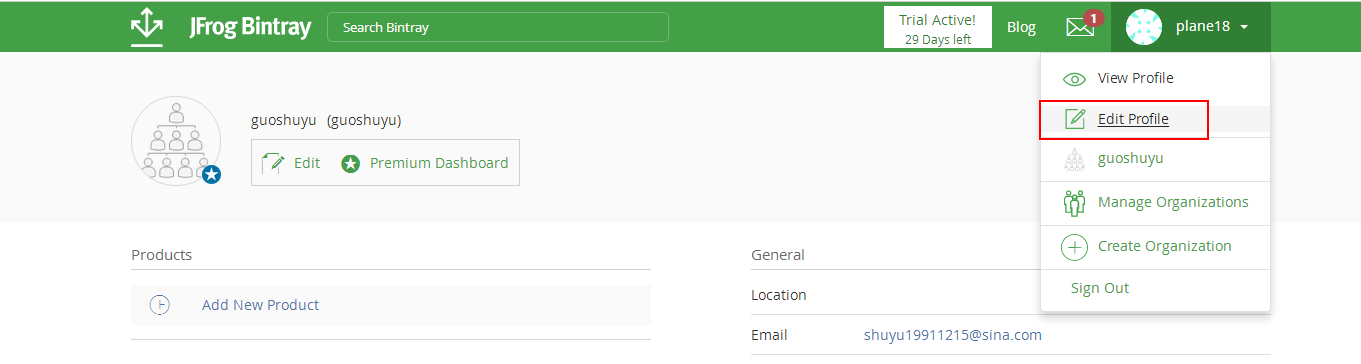 JFrog Bintray
Search Bintray
Trial Active!
29 Days left
Blog
1
plane18
View Profile
Edit Profile
guoshuyu
Manage Organizations
Create Organization
Sign Out
guoshuyu (guoshuyu)
Edit
Premium Dashboard
Products
Add New Product
General
Location
Email shuyu19911215@sina.com